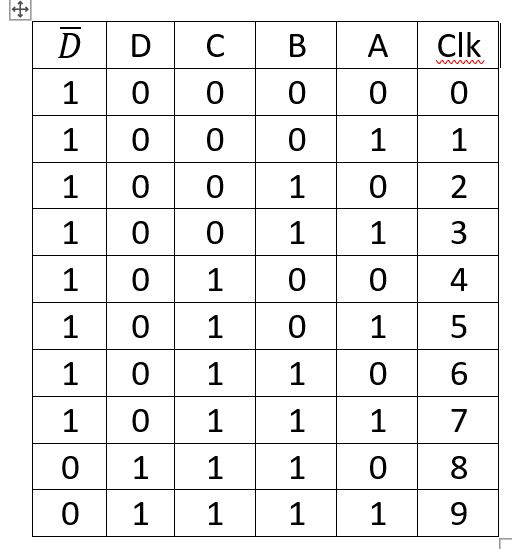 D̅ D C B A Clk
1 0 0 0 0 0
1 0 0 0 1 1
1 0 0 1 0 2
1 0 0 1 1 3
1 0 1 0 0 4
1 0 1 0 1 5
1 0 1 1 0 6
1 0 1 1 1 7
0 1 1 1 0 8
0 1 1 1 1 9